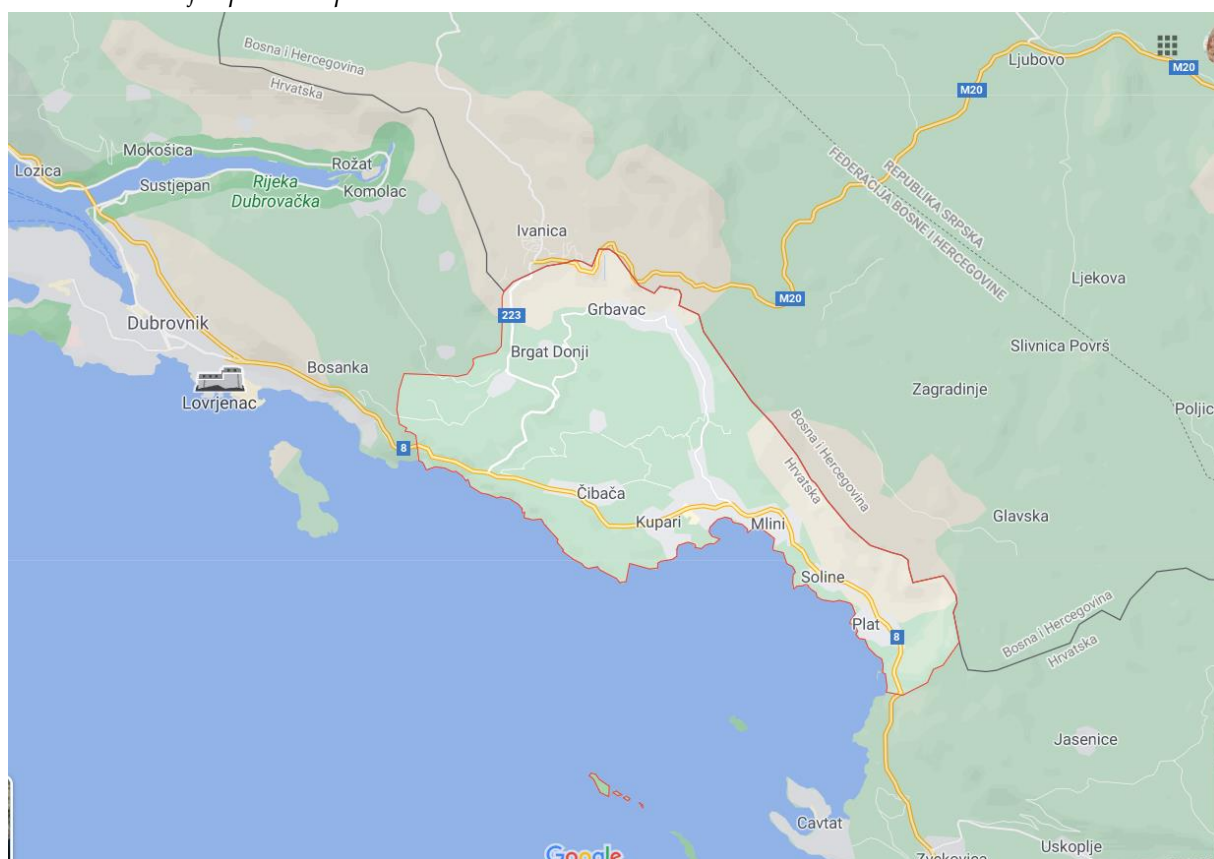 Bosna i Hercegovina
Hrvatska
Ljubovo
M20
M20
Mokošica
Lozica
Rožat
Sustjepan
Rijeka
Dubrovačka
Komolac
FEDERACIJA BOSNE I HERCEGOVINE
REPUBLIKA SRPSKA
Ivanica
Ljekova
M20
Grbavac
223
Dubrovnik
Brgat Donji
Slivnica Površ
Bosanka
Zagradinje
Lovrjenac
Poljic
Bosna i Hercegovina
Hrvatska
8
Čibača
Kupari
Mlini
Glavska
Soline
Plat
8
Bosna i Hercegovina
Hrvatska
Jasenice
Cavtat
Uskoplje
Google